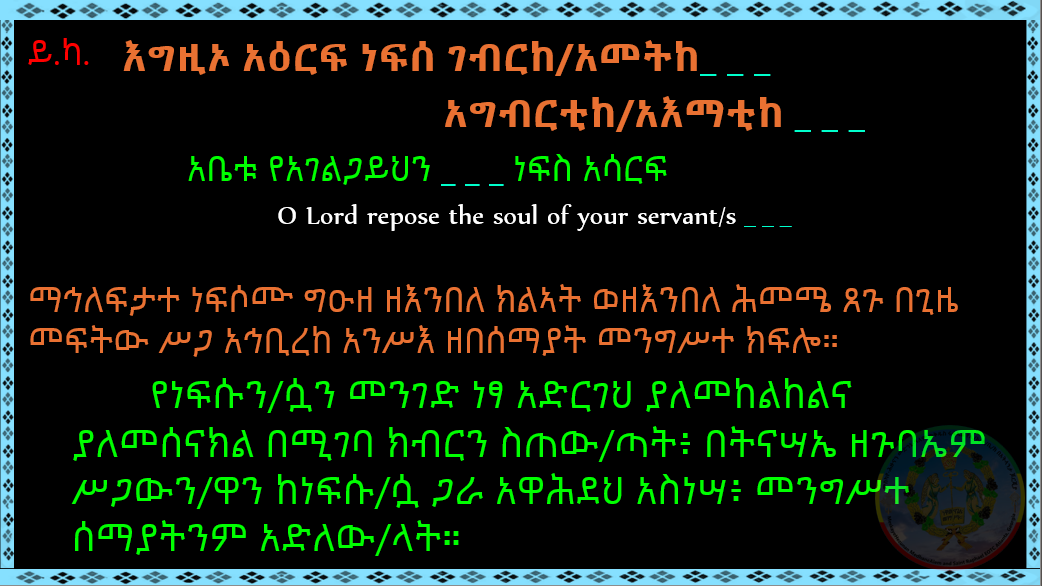 ይ.ካ. እግዚኦ አዕርፍ ነፍሰ ገብርከ/አመትከ_ _ _
አግብርቲከ/አእማቲከ _ _ _
አቤቱ የአገልጋይህን _ _ _ ነፍስ አሳርፍ
O Lord repose the soul of your servant/s _ _ _
ማኅለፍታተ ነፍሶሙ ግዑዘ ዘእንበለ ክልኣት ወዘእንበለ ሕመሜ ጸጉ በጊዜ
መፍትው ሥጋ አኅቢረከ አንሥእ ዘበሰማያት መንግሥተ ክፍሎ።
የነፍሱን/ሷን መንገድ ነፃ አድርገህ ያለመከልከልና
ያለመሰናክል በሚገባ ክብርን ስጠው/ጣት፥ በትናሣኤ ዘጉባኤም
ሥጋውን/ዋን ከነፍሱ/ሷ ጋራ አዋሕደህ አስነሣ፥ መንግሥተ
ሰማያትንም አድለው/ላት።